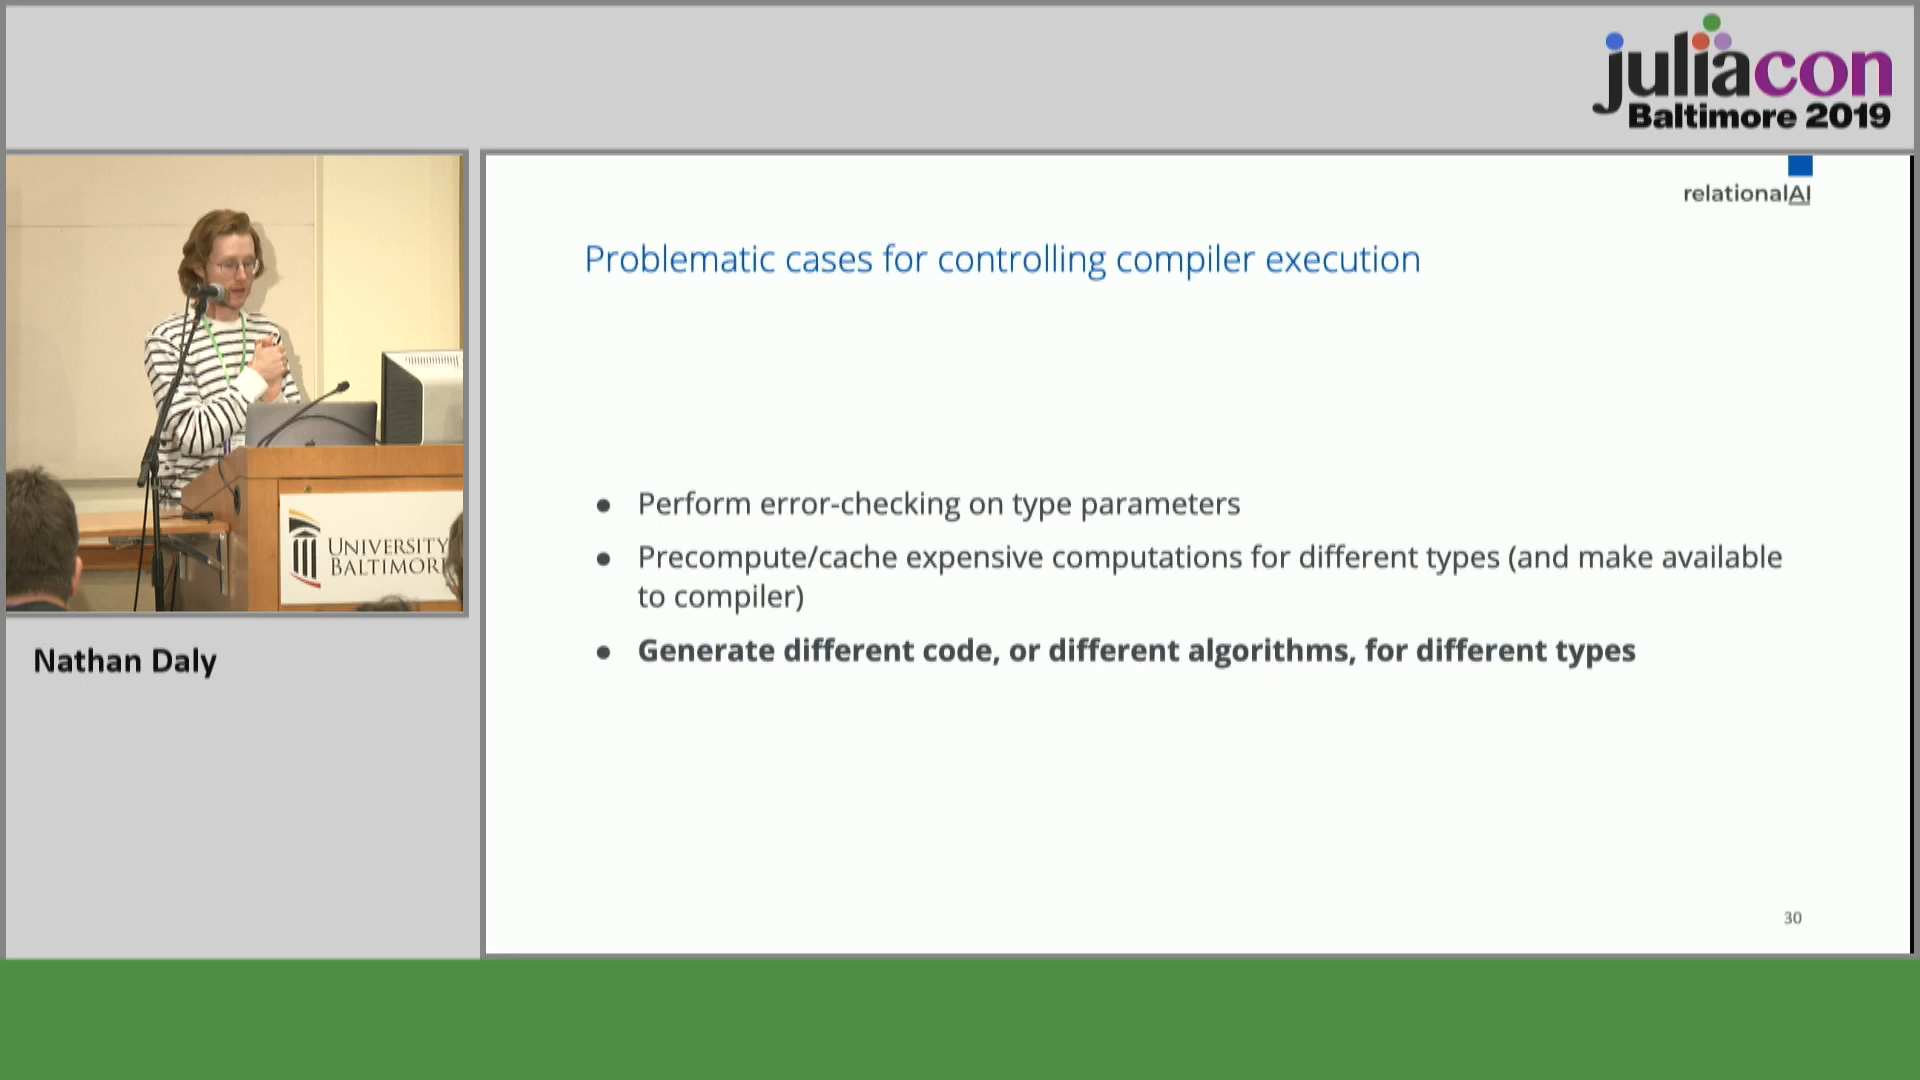 juliacon
Baltimore 2019
relationalAI
Problematic cases for controlling compiler execution
● Perform error-checking on type parameters
● Precompute/cache expensive computations for different types (and make available
to compiler)
● Generate different code, or different algorithms, for different types
30
UNIVERSITY
BALTIMOR
Nathan Daly